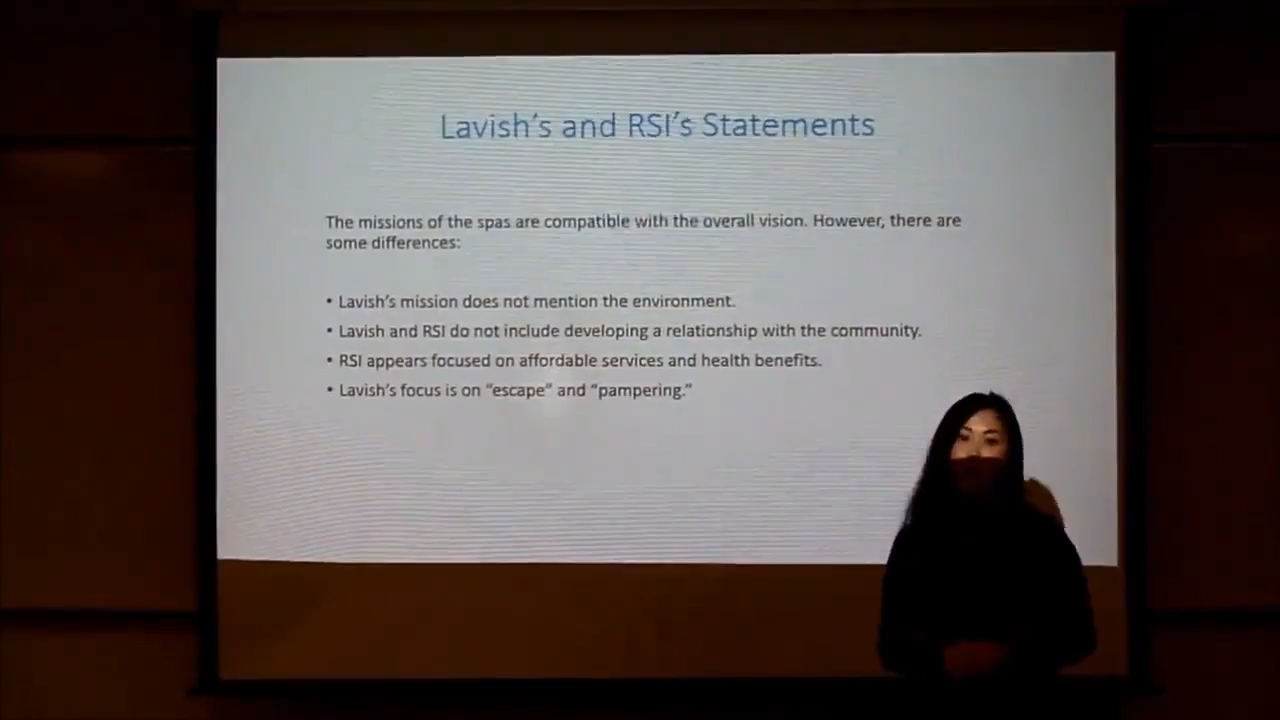 Lavish's and RSI's Statements
The missions of the spas are compatible with the overall vision. However, there are
some differences:
• Lavish's mission does not mention the environment.
• Lavish and RSI do not include developing a relationship with the community.
• RSI appears focused on affordable services and health benefits.
• Lavish's focus is on “escape” and “pampering.”